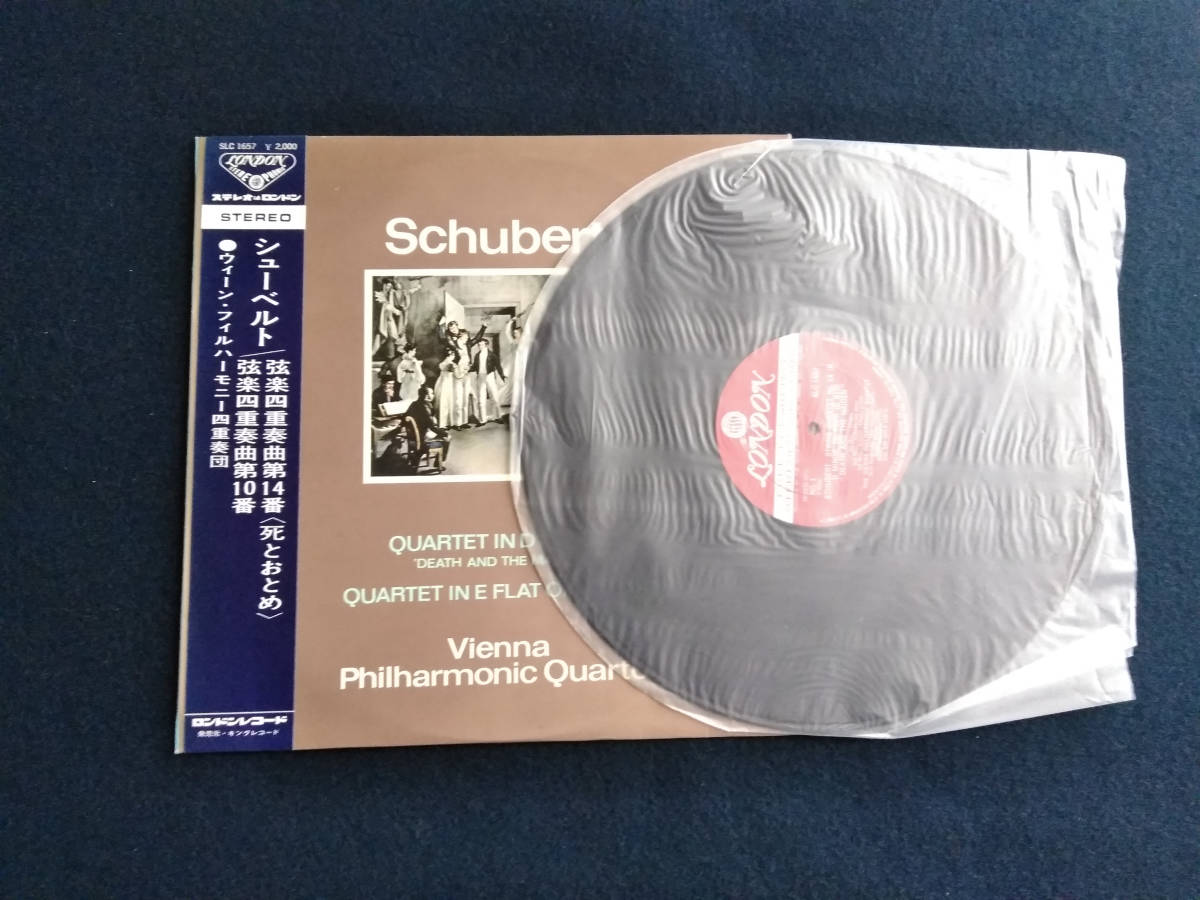 SLC 1657 ¥ 2,000
LONDON
STEREOPHONIC
ステレオ・ロンドン
STEREO
シューベルト/弦楽四重奏曲第14番〈死とおとめ〉
弦楽四重奏曲第10番
●ウィーン・フィルハーモニー四重奏団
ロンドンレコード
発売元・キングレコード
Schuber
QUARTET IN D
'DEATH AND THE
QUARTET IN E FLAT
Vienna
Philharmonic Quart
LONDON